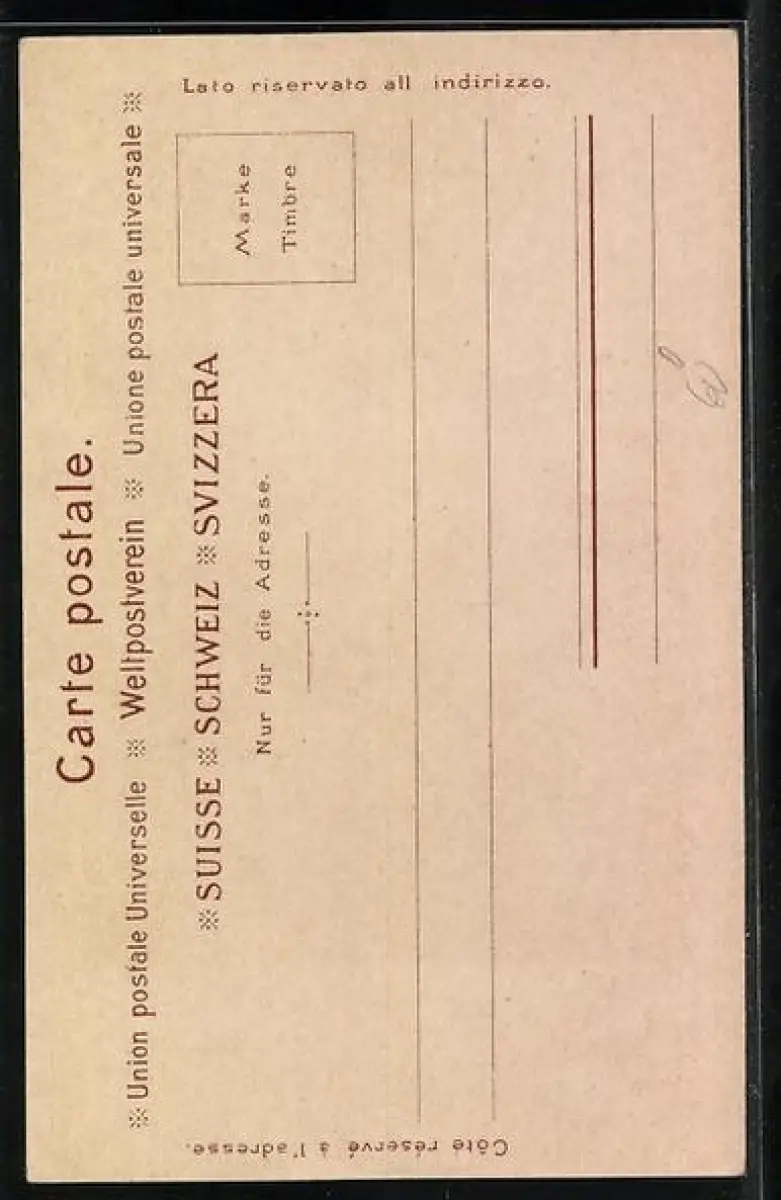 Carte postale.
※ Union postale Universelle ※ Weltpostverein ※ Unione postale universale ※
※ SUISSE ※ SCHWEIZ ※ SVIZZERA
Nur für die Adresse.
Marke
Timbre
Lato riservato all indirizzo.
Côte réservé à l'adresse.